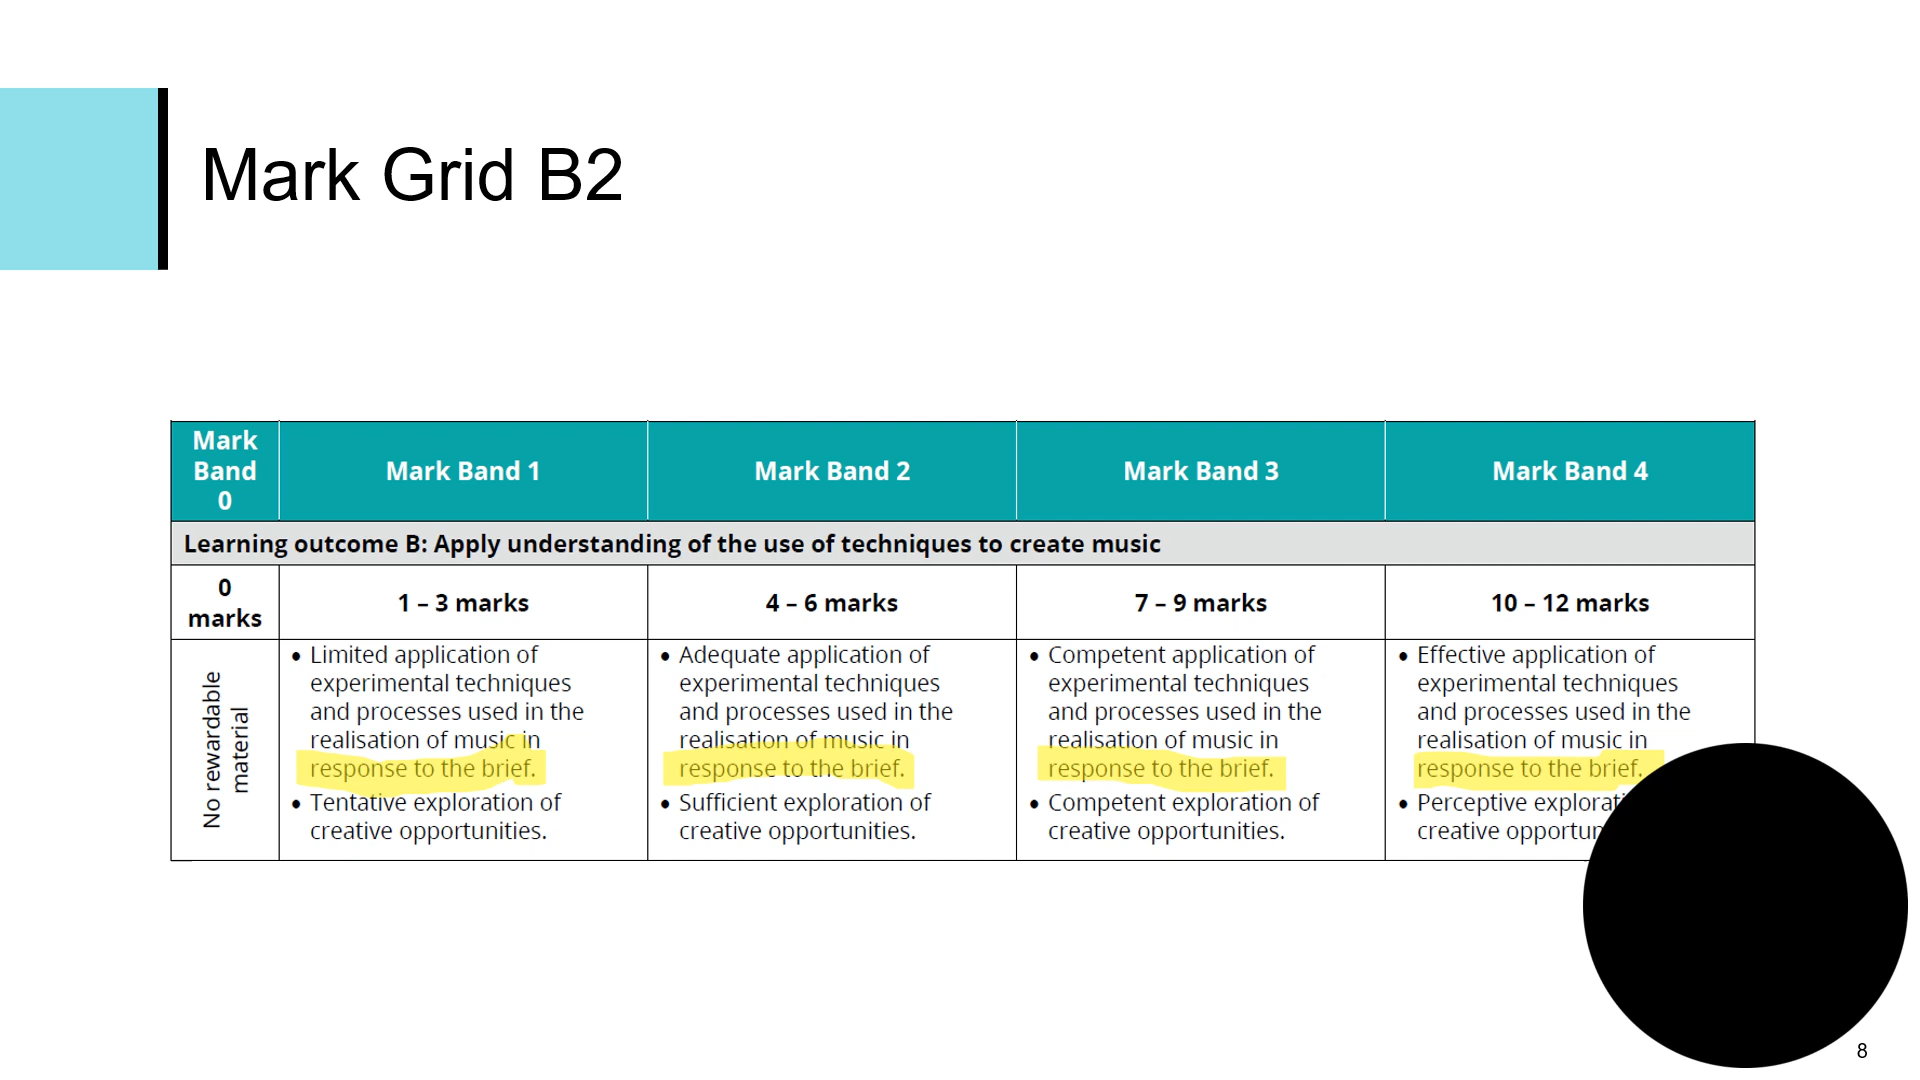 Mark Grid B2
Mark
Band
0
Mark Band 1
Mark Band 2
Mark Band 3
Mark Band 4
Learning outcome B: Apply understanding of the use of techniques to create music
0
marks
1 – 3 marks
4 – 6 marks
7 – 9 marks
10 – 12 marks
No rewardable
material
• Limited application of
experimental techniques
and processes used in the
realisation of music in
response to the brief.
• Tentative exploration of
creative opportunities.
• Adequate application of
experimental techniques
and processes used in the
realisation of music in
response to the brief.
• Sufficient exploration of
creative opportunities.
• Competent application of
experimental techniques
and processes used in the
realisation of music in
response to the brief.
• Competent exploration of
creative opportunities.
• Effective application of
experimental techniques
and processes used in the
realisation of music in
response to the brief.
• Perceptive
creative
8